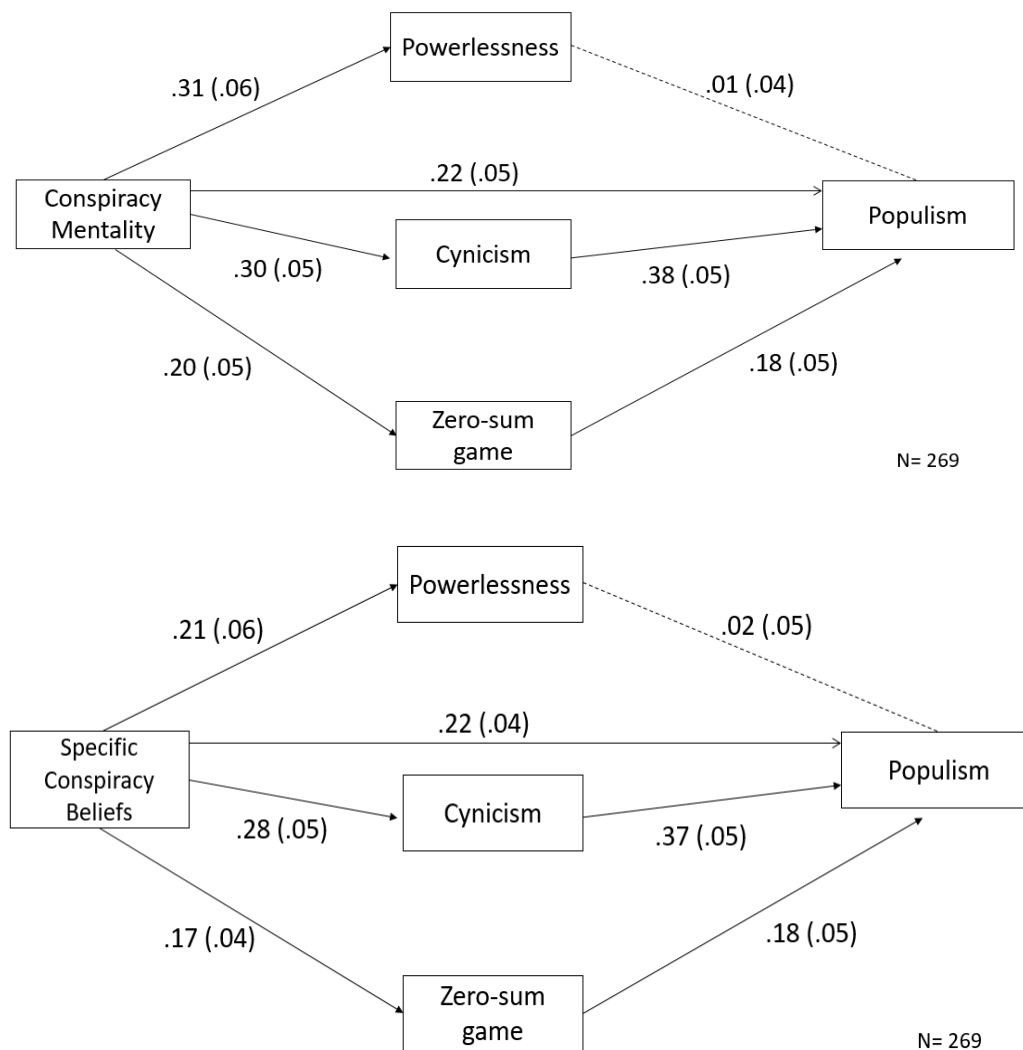 Powerlessness
.31 (.06)
.01 (.04)
.22 (.05)
Conspiracy
Mentality
Populism
Cynicism
.30 (.05)
.38 (.05)
.20 (.05)
.18 (.05)
Zero-sum
game
N= 269
Powerlessness
.21 (.06)
.02 (.05)
.22 (.04)
Specific
Conspiracy
Beliefs
Populism
Cynicism
.28 (.05)
.37 (.05)
.17 (.04)
.18 (.05)
Zero-sum
game
N= 269